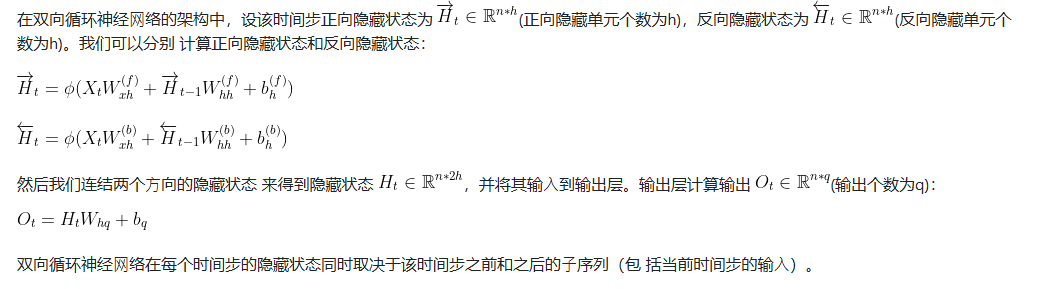 在双向循环神经网络的架构中，设该时间步正向隐藏状态为 $\overrightarrow{H}_t \in \mathbb{R}^{n*h}$(正向隐藏单元个数为h)，反向隐藏状态为 $\overleftarrow{H}_t \in \mathbb{R}^{n*h}$(反向隐藏单元个
数为h)。我们可以分别 计算正向隐藏状态和反向隐藏状态：
$\overrightarrow{H}_t = \phi(X_t W_{xh}^{(f)} + \overrightarrow{H}_{t-1} W_{hh}^{(f)} + b_h^{(f)})$
$\overleftarrow{H}_t = \phi(X_t W_{xh}^{(b)} + \overleftarrow{H}_{t-1} W_{hh}^{(b)} + b_h^{(b)})$
然后我们连结两个方向的隐藏状态 来得到隐藏状态 $H_t \in \mathbb{R}^{n*2h}$，并将其输入到输出层。输出层计算输出 $O_t \in \mathbb{R}^{n*q}$(输出个数为q)：
$O_t = H_t W_{hq} + b_q$
双向循环神经网络在每个时间步的隐藏状态同时取决于该时间步之前和之后的子序列（包 括当前时间步的输入）。